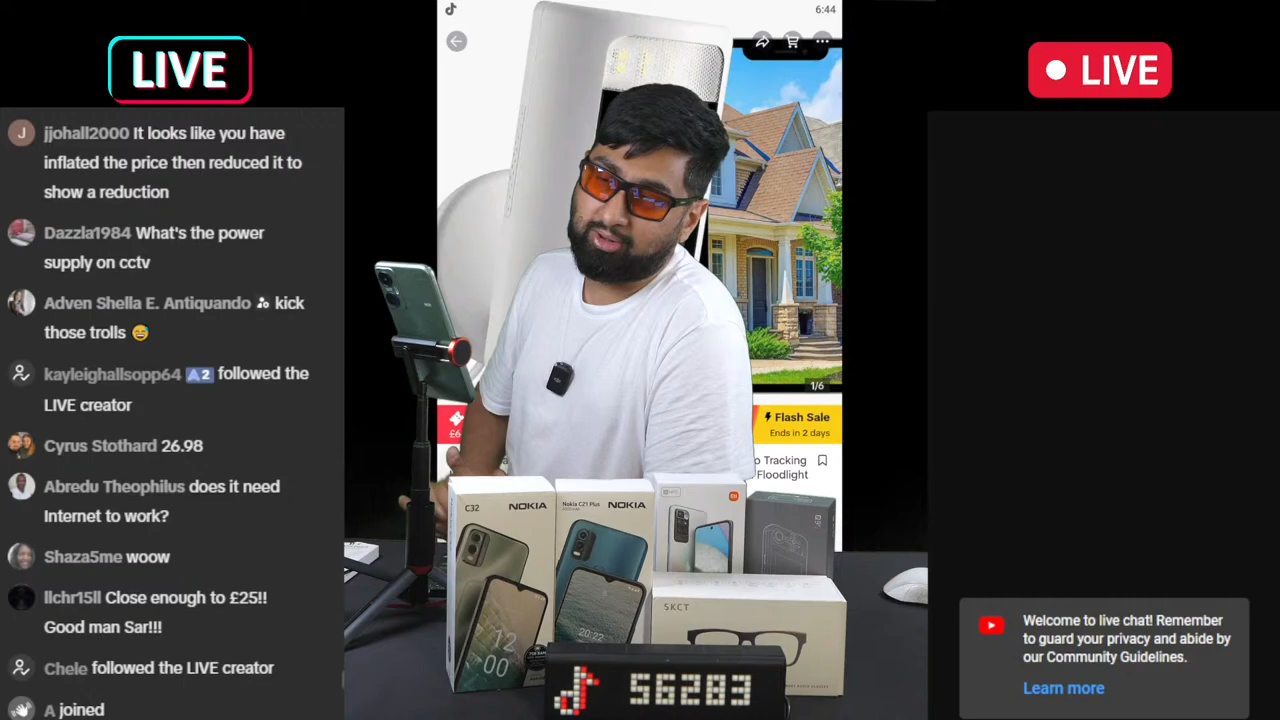 LIVE
jjohall2000 It looks like you have
inflated the price then reduced it to
show a reduction
Dazzla1984 What's the power
supply on cctv
Adven Shella E. Antiquando kick
those trolls 😅
kayleighallsopp64 2 followed the
LIVE creator
Cyrus Stothard 26.98
Abredu Theophilus does it need
Internet to work?
Shaza5me woow
llchr15ll Close enough to £25!!
Good man Sar!!!
Chele followed the LIVE creator
A joined
6:44
1/6
£6
Flash Sale
Ends in 2 days
o Tracking
Floodlight
C32 NOKIA
12
00
Nokia C21 Plus NOKIA
20:22
SKCT
56283
LIVE
Welcome to live chat! Remember
to guard your privacy and abide by
our Community Guidelines.
Learn more